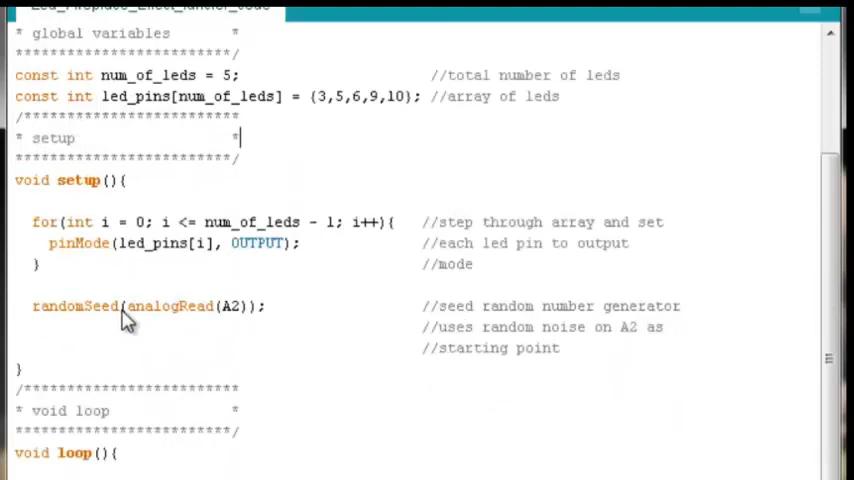 * global variables *
*************************/
const int num_of_leds = 5; //total number of leds
const int led_pins[num_of_leds] = {3,5,6,9,10}; //array of leds
/*************************
* setup *
*************************/
void setup(){
for(int i = 0; i <= num_of_leds - 1; i++){ //step through array and set
pinMode(led_pins[i], OUTPUT); //each led pin to output
} //mode
randomSeed(analogRead(A2)); //seed random number generator
//uses random noise on A2 as
//starting point
}
/*************************
* void loop *
*************************/
void loop(){